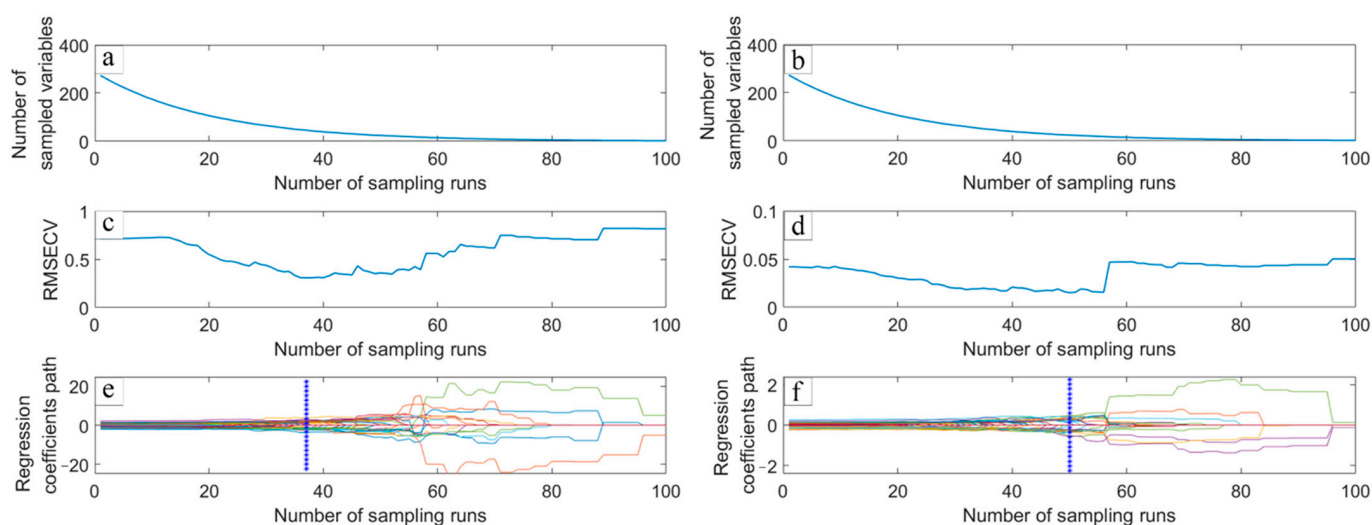 a
Number of
sampled variables
400
200
0
0 20 40 60 80 100
Number of sampling runs
b
Number of
sampled variables
400
200
0
0 20 40 60 80 100
Number of sampling runs
c
RMSECV
1
0.5
0
0 20 40 60 80 100
Number of sampling runs
d
RMSECV
0.1
0.05
0
0 20 40 60 80 100
Number of sampling runs
e
Regression
coefficients path
20
0
-20
0 20 40 60 80 100
Number of sampling runs
f
Regression
coefficients path
2
0
-2
0 20 40 60 80 100
Number of sampling runs